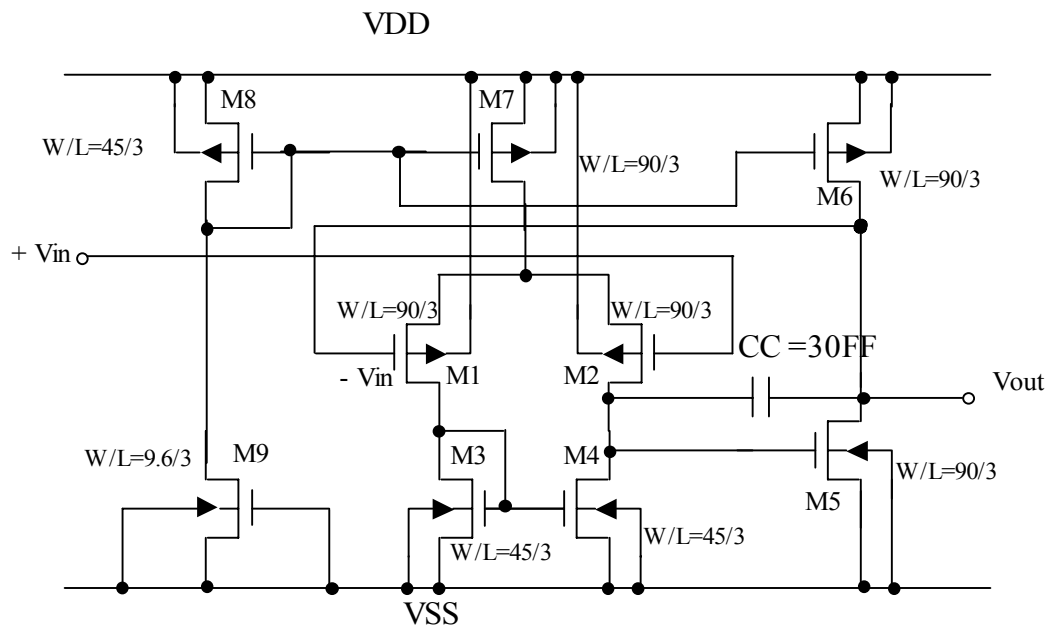 VDD
M8
M7
W/L=45/3
W/L=90/3
W/L=90/3
M6
+ Vin
W/L=90/3
W/L=90/3
CC =30FF
- Vin
M1
M2
Vout
M9
M3
M4
W/L=9.6/3
W/L=90/3
M5
W/L=45/3
W/L=45/3
VSS